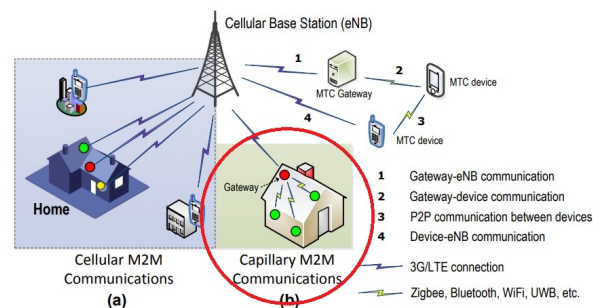 Cellular Base Station (eNB)
1
2
MTC Gateway
MTC device
3
4
MTC device
Gateway
Home
1 Gateway-eNB communication
2 Gateway-device communication
3 P2P communication between devices
4 Device-eNB communication
3G/LTE connection
Zigbee, Bluetooth, WiFi, UWB, etc.
Cellular M2M
Communications
(a)
Capillary M2M
Communications
(b)